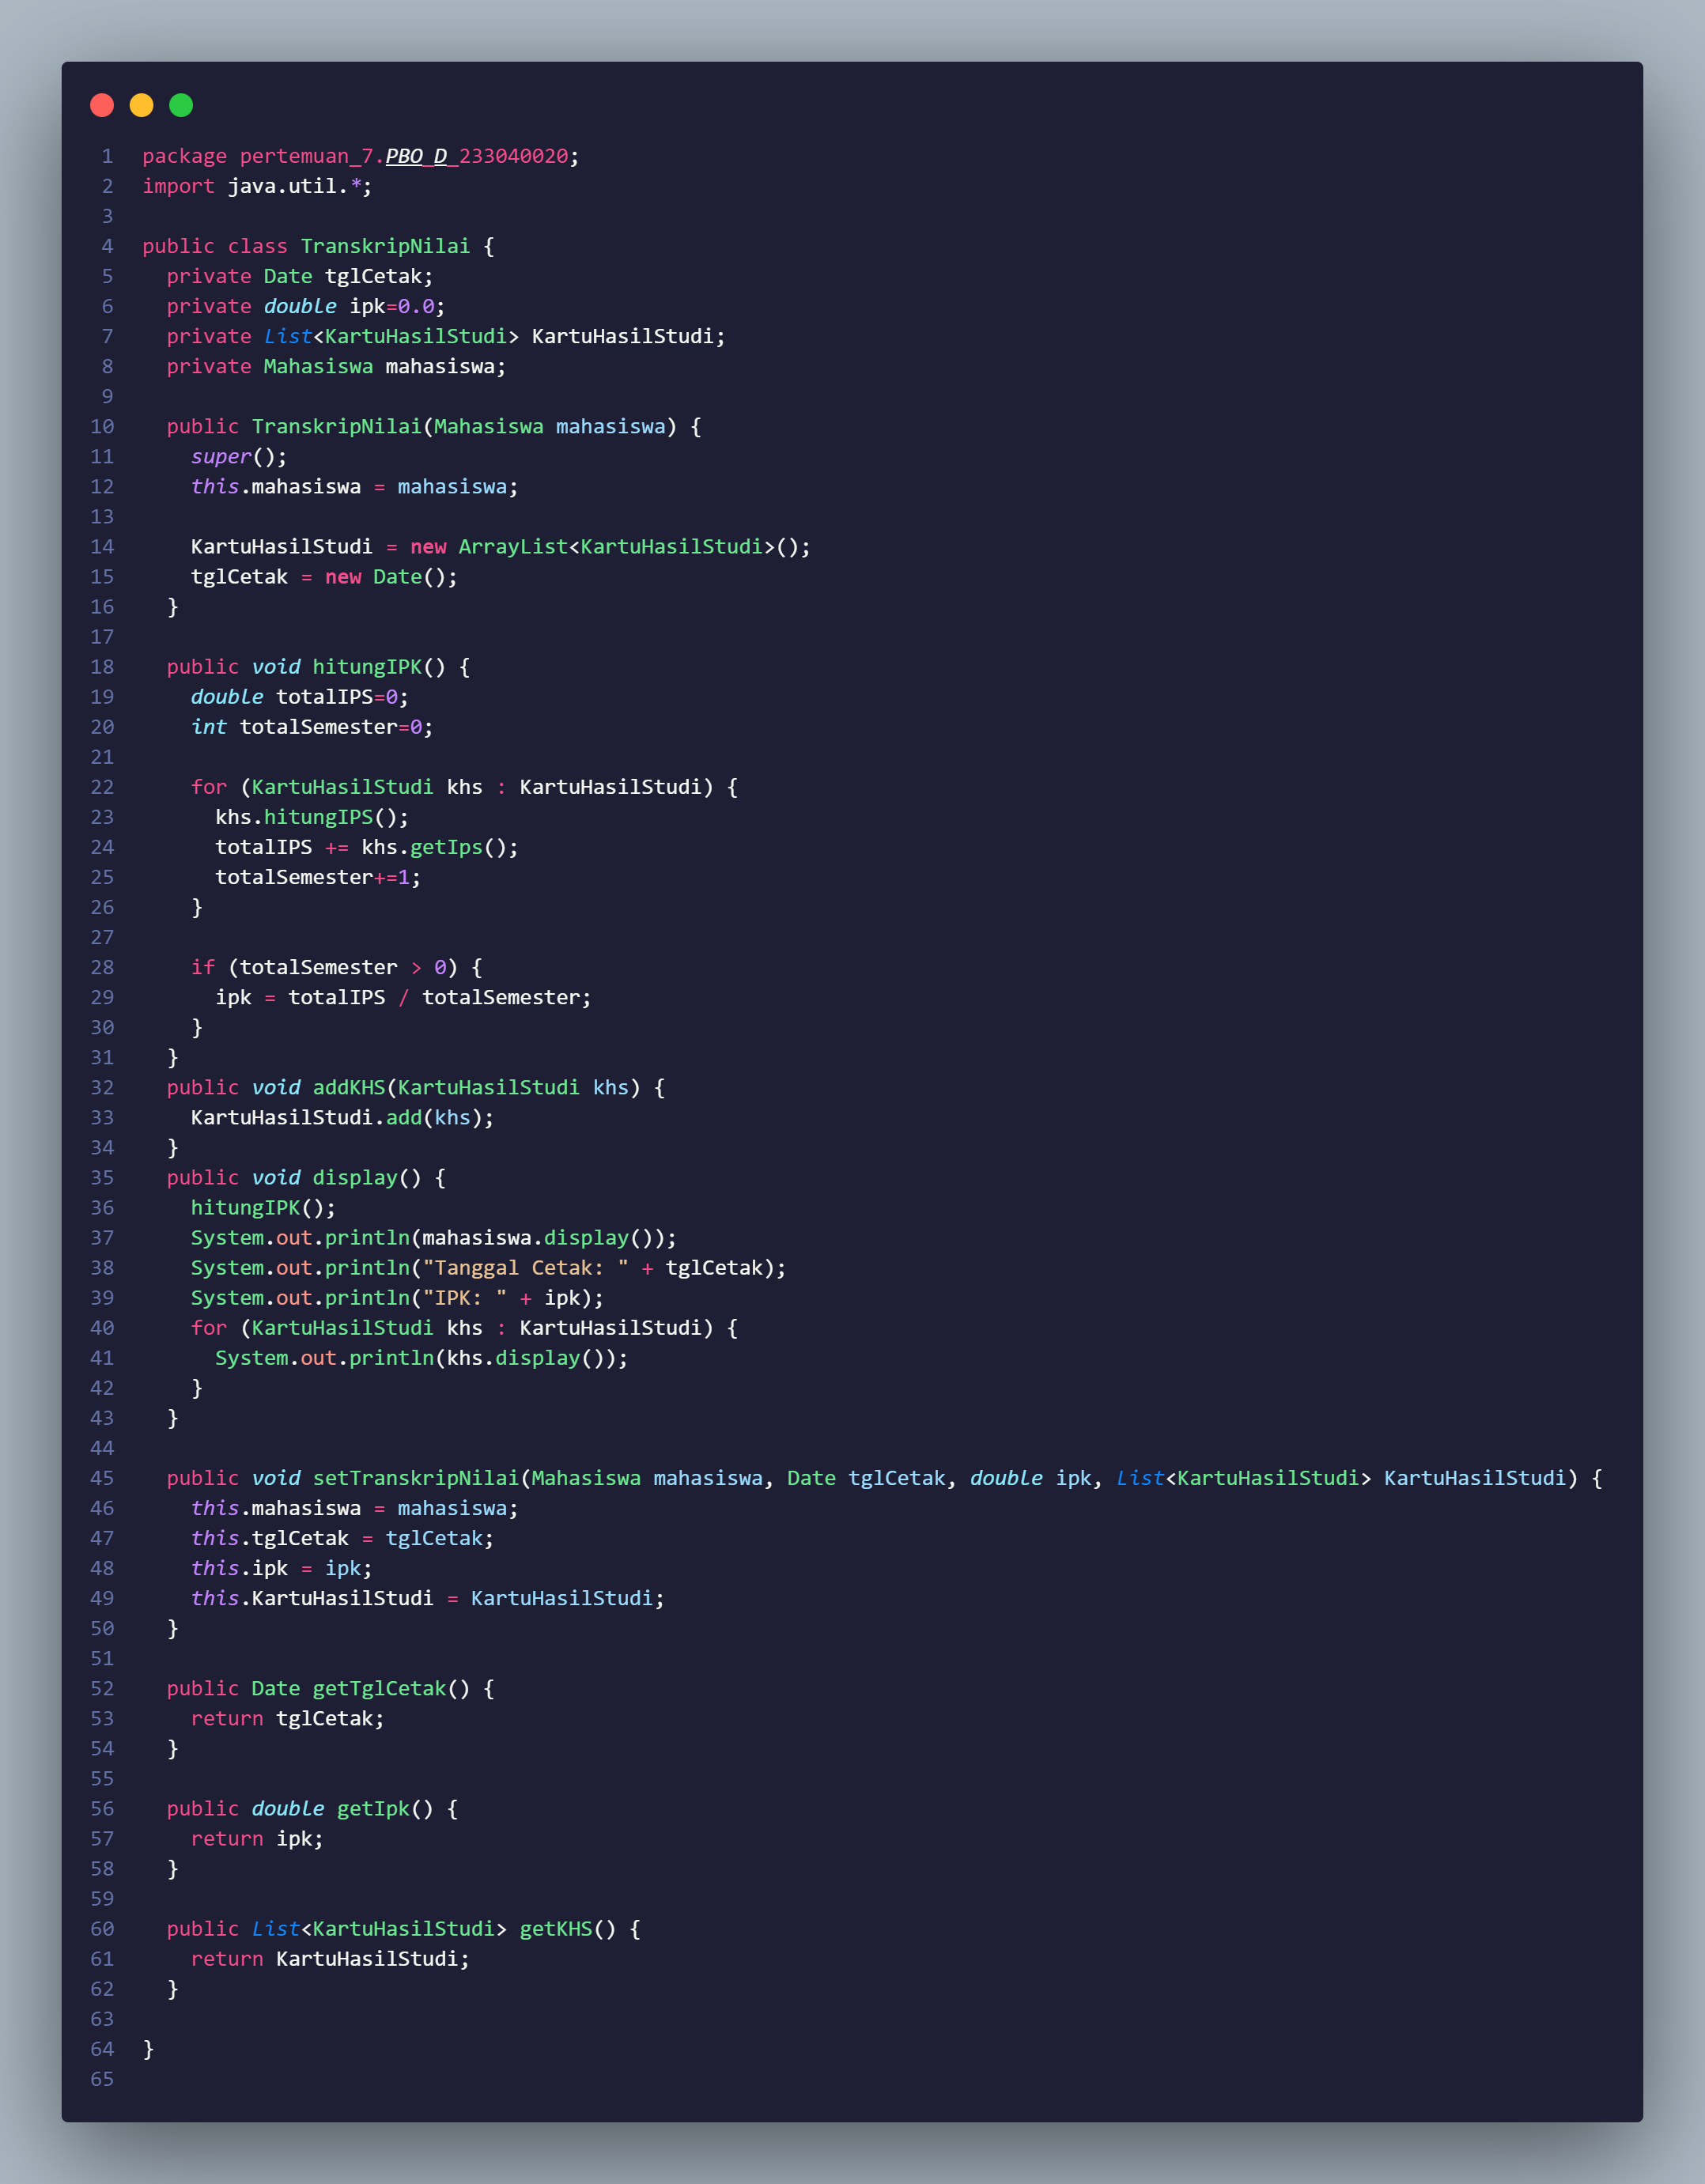 1 package pertemuan_7.PBO_D_233040020;
2 import java.util.*;
3
4 public class TranskripNilai {
5   private Date tglCetak;
6   private double ipk=0.0;
7   private List<KartuHasilStudi> KartuHasilStudi;
8   private Mahasiswa mahasiswa;
9
10   public TranskripNilai(Mahasiswa mahasiswa) {
11     super();
12     this.mahasiswa = mahasiswa;
13
14     KartuHasilStudi = new ArrayList<KartuHasilStudi>();
15     tglCetak = new Date();
16   }
17
18   public void hitungIPK() {
19     double totalIPS=0;
20     int totalSemester=0;
21
22     for (KartuHasilStudi khs : KartuHasilStudi) {
23       khs.hitungIPS();
24       totalIPS += khs.getIps();
25       totalSemester+=1;
26     }
27
28     if (totalSemester > 0) {
29       ipk = totalIPS / totalSemester;
30     }
31   }
32   public void addKHS(KartuHasilStudi khs) {
33     KartuHasilStudi.add(khs);
34   }
35   public void display() {
36     hitungIPK();
37     System.out.println(mahasiswa.display());
38     System.out.println("Tanggal Cetak: " + tglCetak);
39     System.out.println("IPK: " + ipk);
40     for (KartuHasilStudi khs : KartuHasilStudi) {
41       System.out.println(khs.display());
42     }
43   }
44
45   public void setTranskripNilai(Mahasiswa mahasiswa, Date tglCetak, double ipk, List<KartuHasilStudi> KartuHasilStudi) {
46     this.mahasiswa = mahasiswa;
47     this.tglCetak = tglCetak;
48     this.ipk = ipk;
49     this.KartuHasilStudi = KartuHasilStudi;
50   }
51
52   public Date getTglCetak() {
53     return tglCetak;
54   }
55
56   public double getIpk() {
57     return ipk;
58   }
59
60   public List<KartuHasilStudi> getKHS() {
61     return KartuHasilStudi;
62   }
63
64 }
65